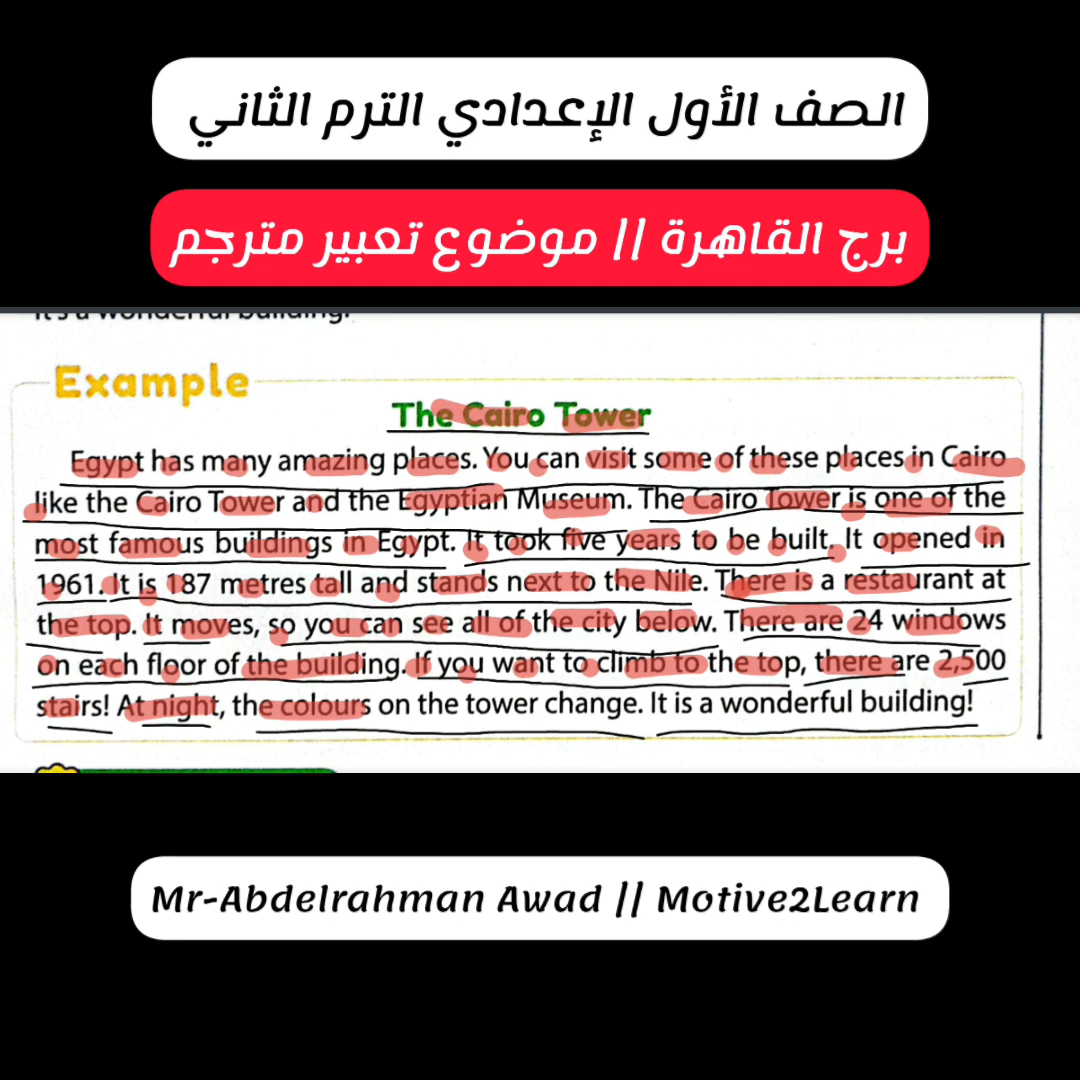 الصف الأول الإعدادي الترم الثاني
برج القاهرة // موضوع تعبير مترجم
It's a wonderful building.
Example
The Cairo Tower
Egypt has many amazing places. You can visit some of these places in Cairo
like the Cairo Tower and the Egyptian Museum. The Cairo Tower is one of the
most famous buildings in Egypt. It took five years to be built. It opened in
1961. It is 187 metres tall and stands next to the Nile. There is a restaurant at
the top. It moves, so you can see all of the city below. There are 24 windows
on each floor of the building. If you want to climb to the top, there are 2,500
stairs! At night, the colours on the tower change. It is a wonderful building!
Mr-Abdelrahman Awad // Motive2Learn